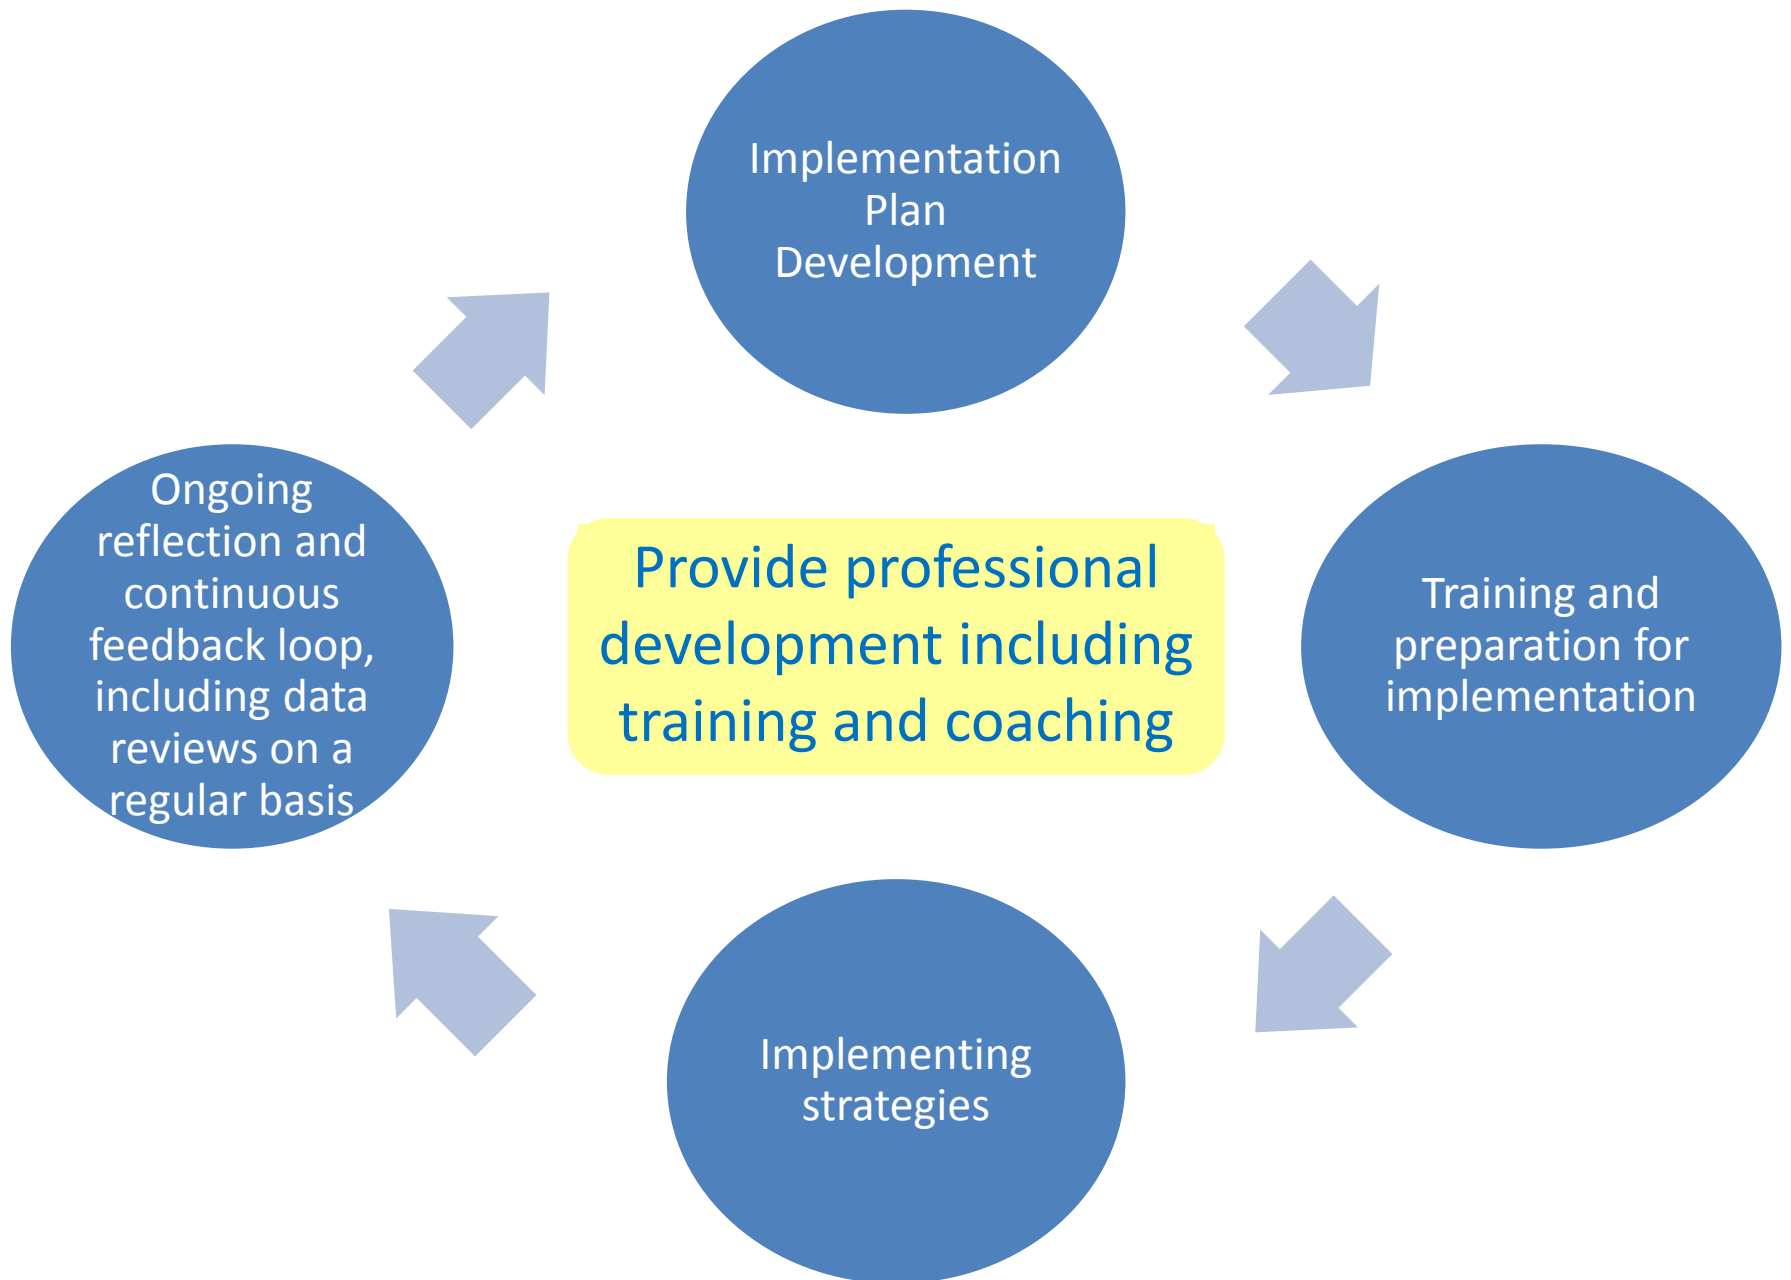 Implementation
Plan
Development
Training and
preparation for
implementation
Implementing
strategies
Ongoing
reflection and
continuous
feedback loop,
including data
reviews on a
regular basis
Provide professional
development including
training and coaching